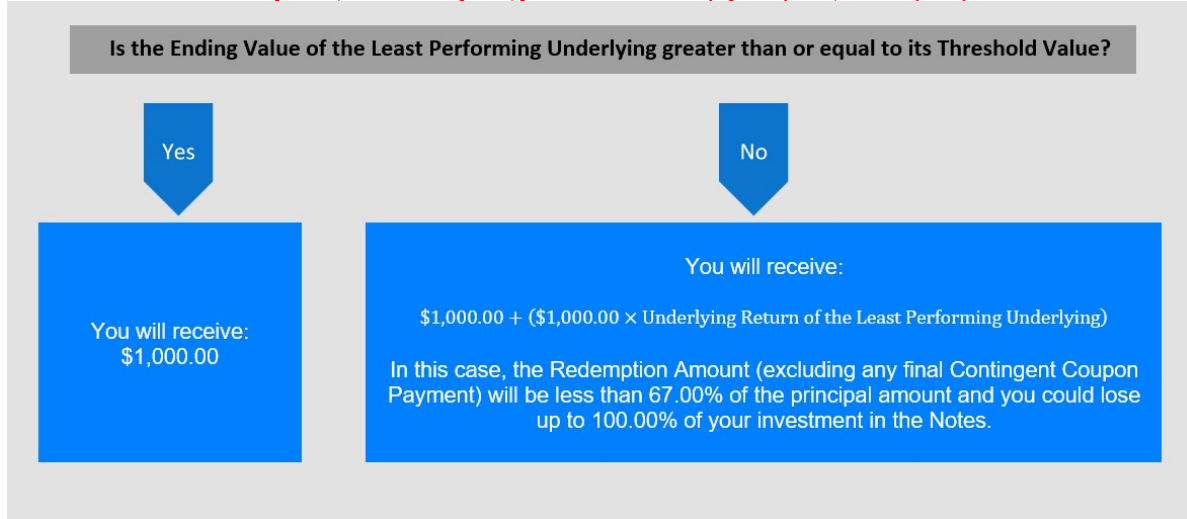 Is the Ending Value of the Least Performing Underlying greater than or equal to its Threshold Value?
Yes
No
You will receive:
$1,000.00
You will receive:
$1,000.00 + ($1,000.00 × Underlying Return of the Least Performing Underlying)
In this case, the Redemption Amount (excluding any final Contingent Coupon
Payment) will be less than 67.00% of the principal amount and you could lose
up to 100.00% of your investment in the Notes.